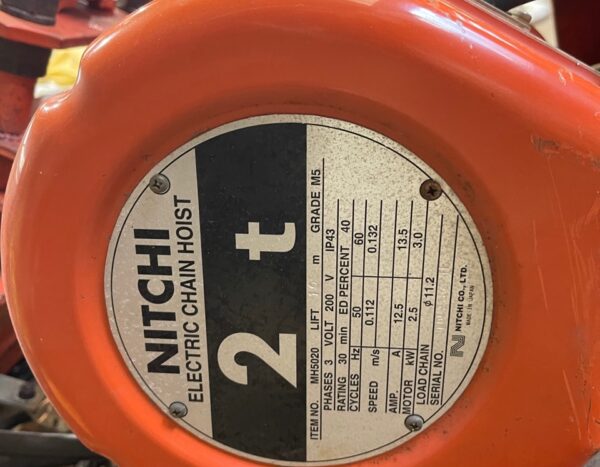 NITCHI
ELECTRIC CHAIN HOIST
2 t
ITEM NO. MH5020 LIFT m GRADE M5
PHASES 3 VOLT 200 V IP43
RATING 30 min ED PERCENT 40
CYCLES Hz 50 60
SPEED m/s 0.112 0.132
AMP. A 12.5 13.5
MOTOR kW 2.5 3.0
LOAD CHAIN φ11.2
SERIAL NO.
N NITCHI CO., LTD.
MADE IN JAPAN